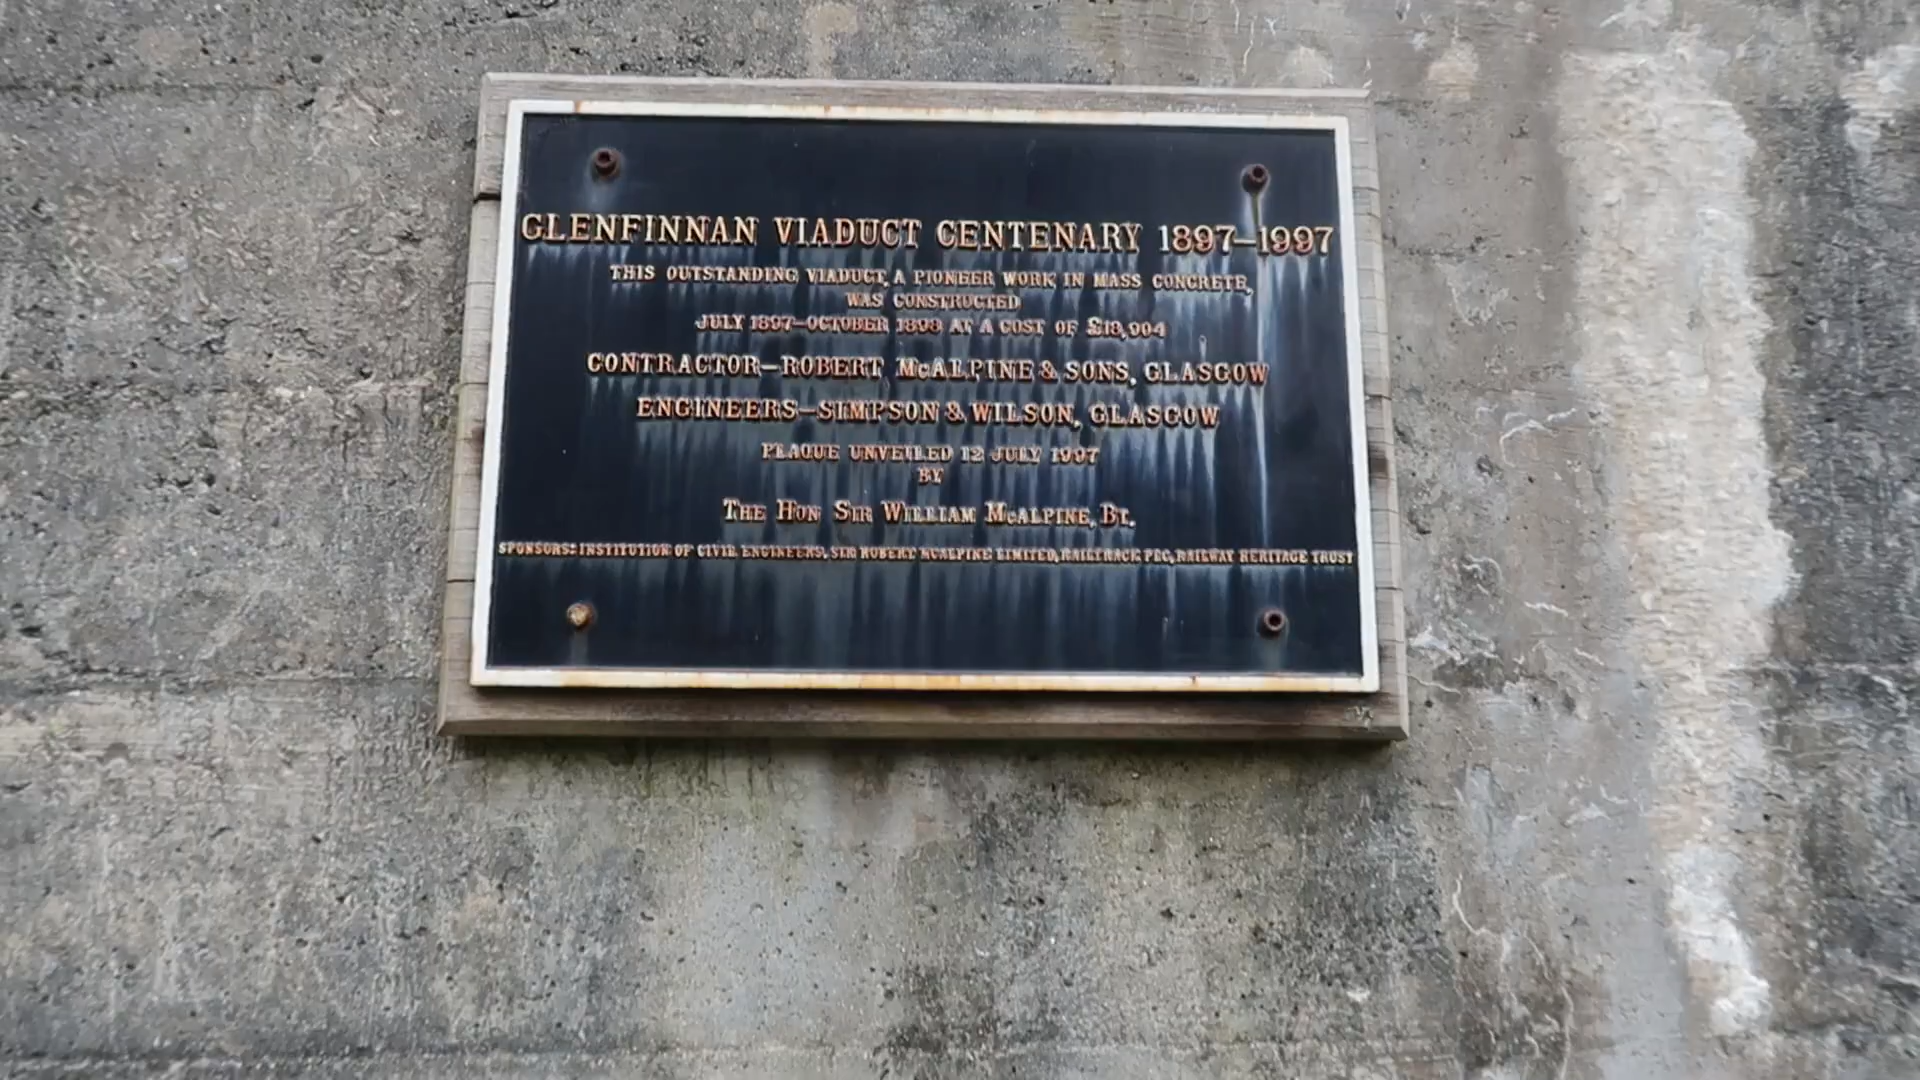 GLENFINNAN VIADUCT CENTENARY 1897–1997
THIS OUTSTANDING VIADUCT, A PIONEER WORK IN MASS CONCRETE,
WAS CONSTRUCTED
JULY 1897–OCTOBER 1898 AT A COST OF £18,904
CONTRACTOR–ROBERT McALPINE & SONS, GLASGOW
ENGINEERS–SIMPSON & WILSON, GLASGOW
PLAQUE UNVEILED 12 JULY 1997
BY
THE HON SIR WILLIAM McALPINE, BT.
SPONSORS: INSTITUTION OF CIVIL ENGINEERS, SIR ROBERT McALPINE LIMITED, RAILTRACK PLC, RAILWAY HERITAGE TRUST